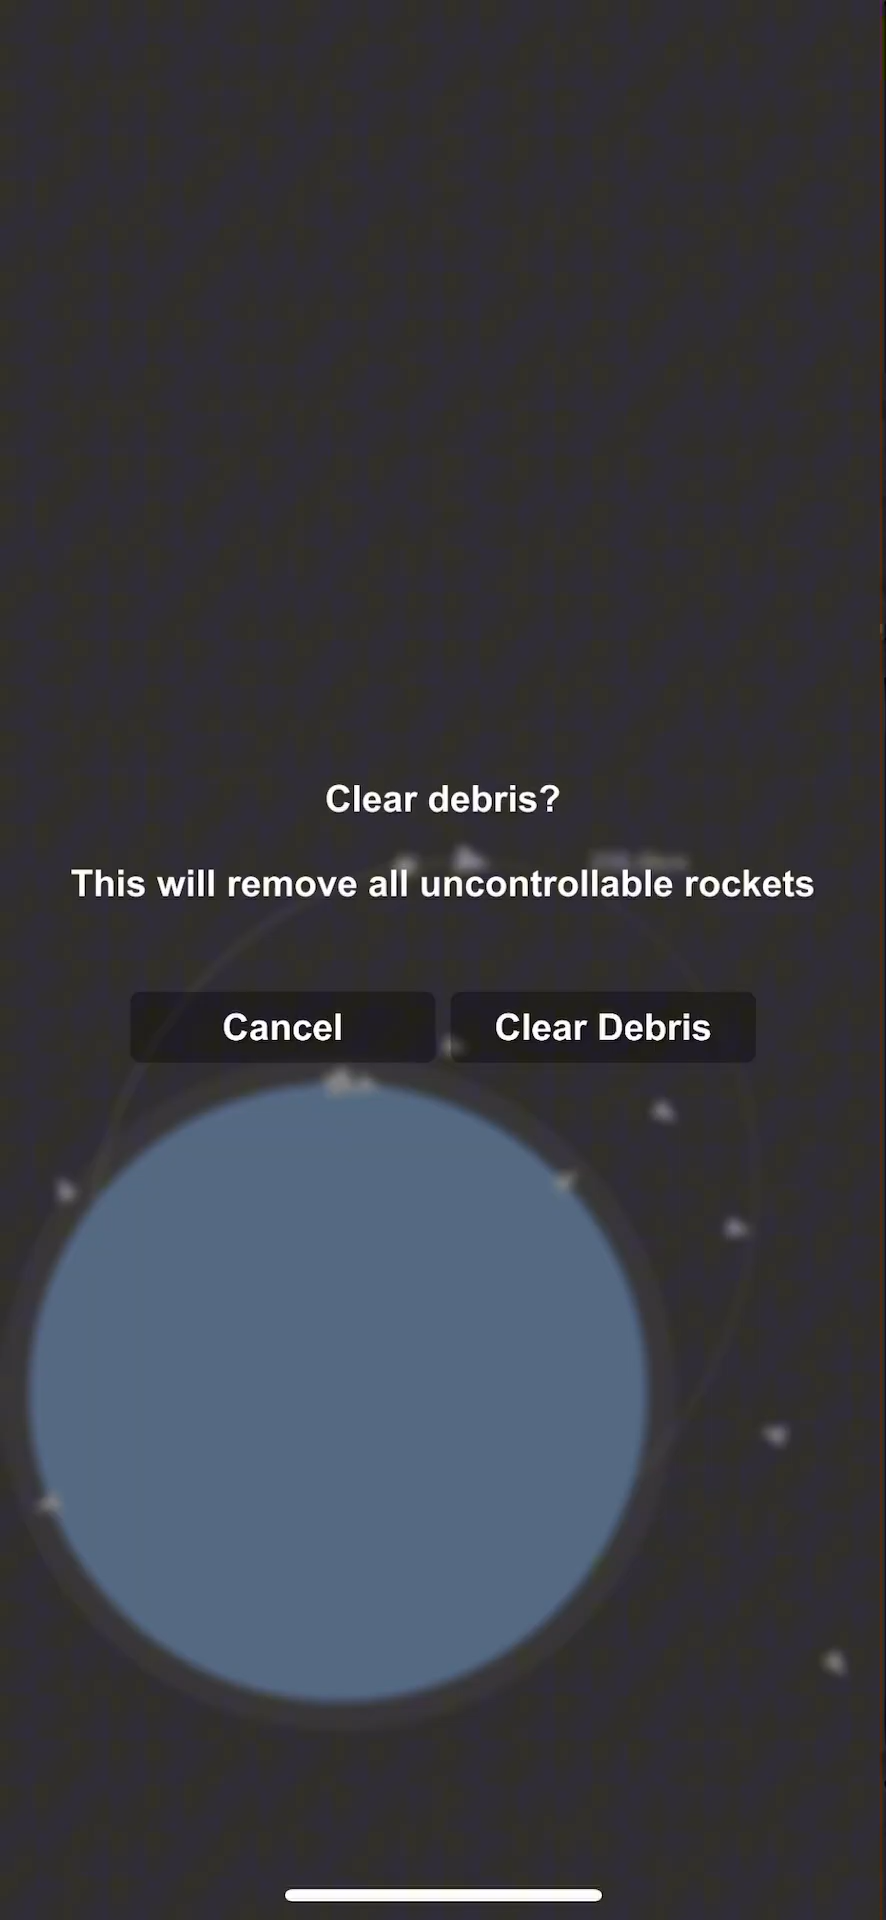 Clear debris?
This will remove all uncontrollable rockets
Cancel
Clear Debris